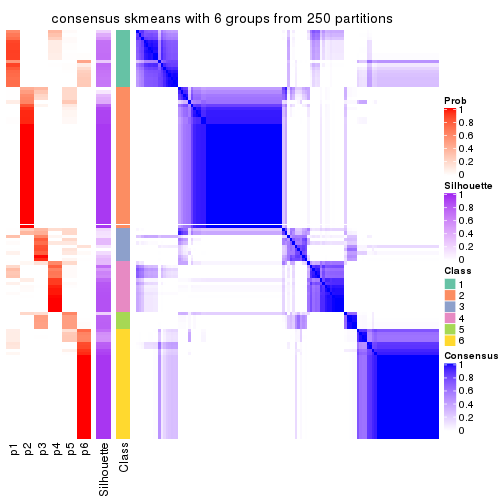 consensus skmeans with 6 groups from 250 partitions
Prob
1
0.8
0.6
0.4
0.2
0
Silhouette
1
0.8
0.6
0.4
0.2
0
Class
1
2
3
4
5
6
Consensus
1
0.8
0.6
0.4
0.2
0
p1
p2
p3
p4
p5
p6
Silhouette
Class